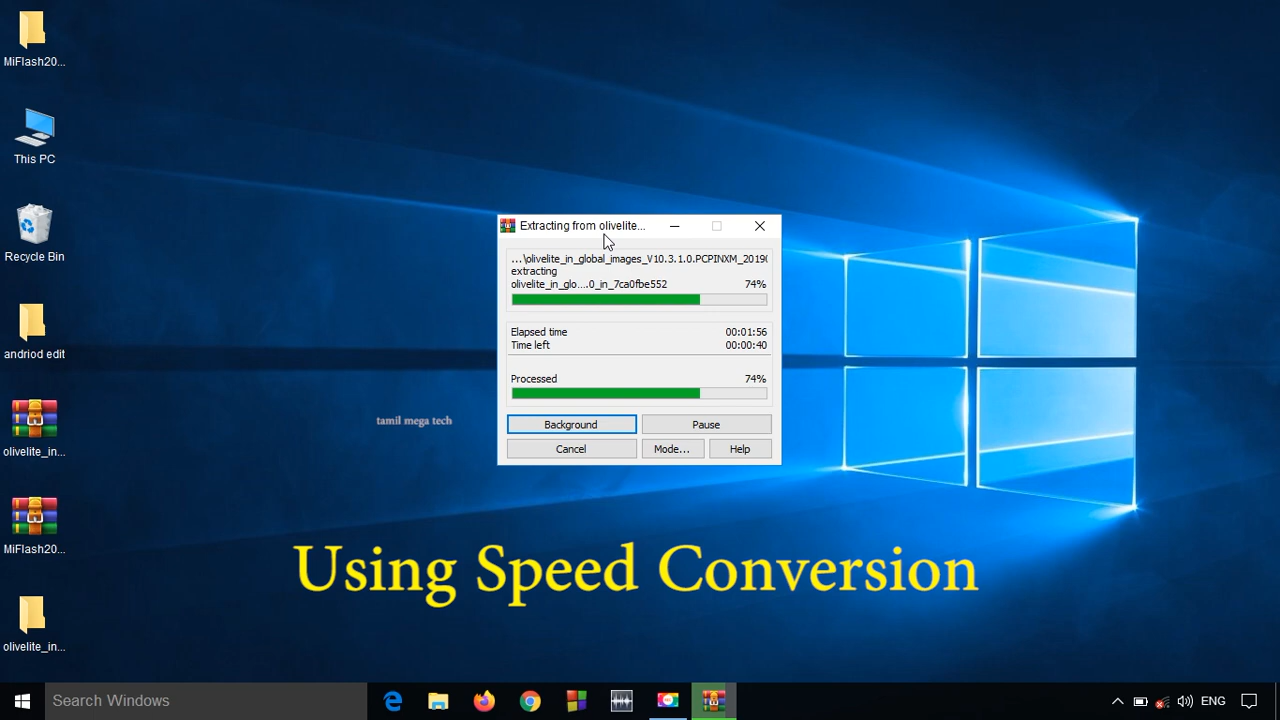 MiFlash20...
This PC
Recycle Bin
andriod edit
olivelite_in...
MiFlash20...
olivelite_in...
Extracting from olivelite...
...\olivelite_in_global_images_V10.3.1.0.PCPINXM_20190
extracting
olivelite_in_glo....0_in_7ca0fbe552 74%
Elapsed time 00:01:56
Time left 00:00:40
Processed 74%
Background Pause
Cancel Mode... Help
tamil mega tech
Using Speed Conversion
Search Windows
ENG